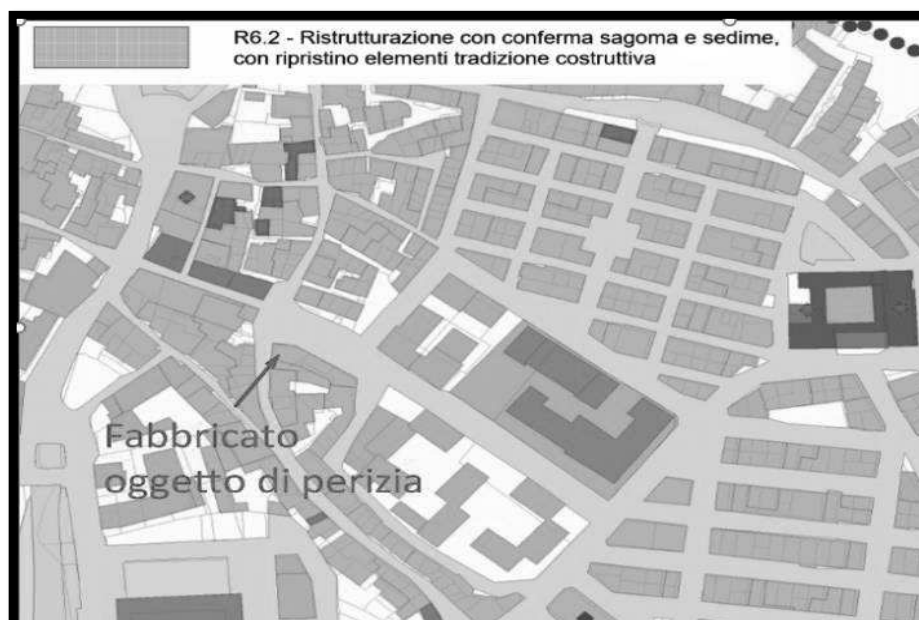 R6.2 - Ristrutturazione con conferma sagoma e sedime,
con ripristino elementi tradizione costruttiva
Fabbricato
oggetto di perizia